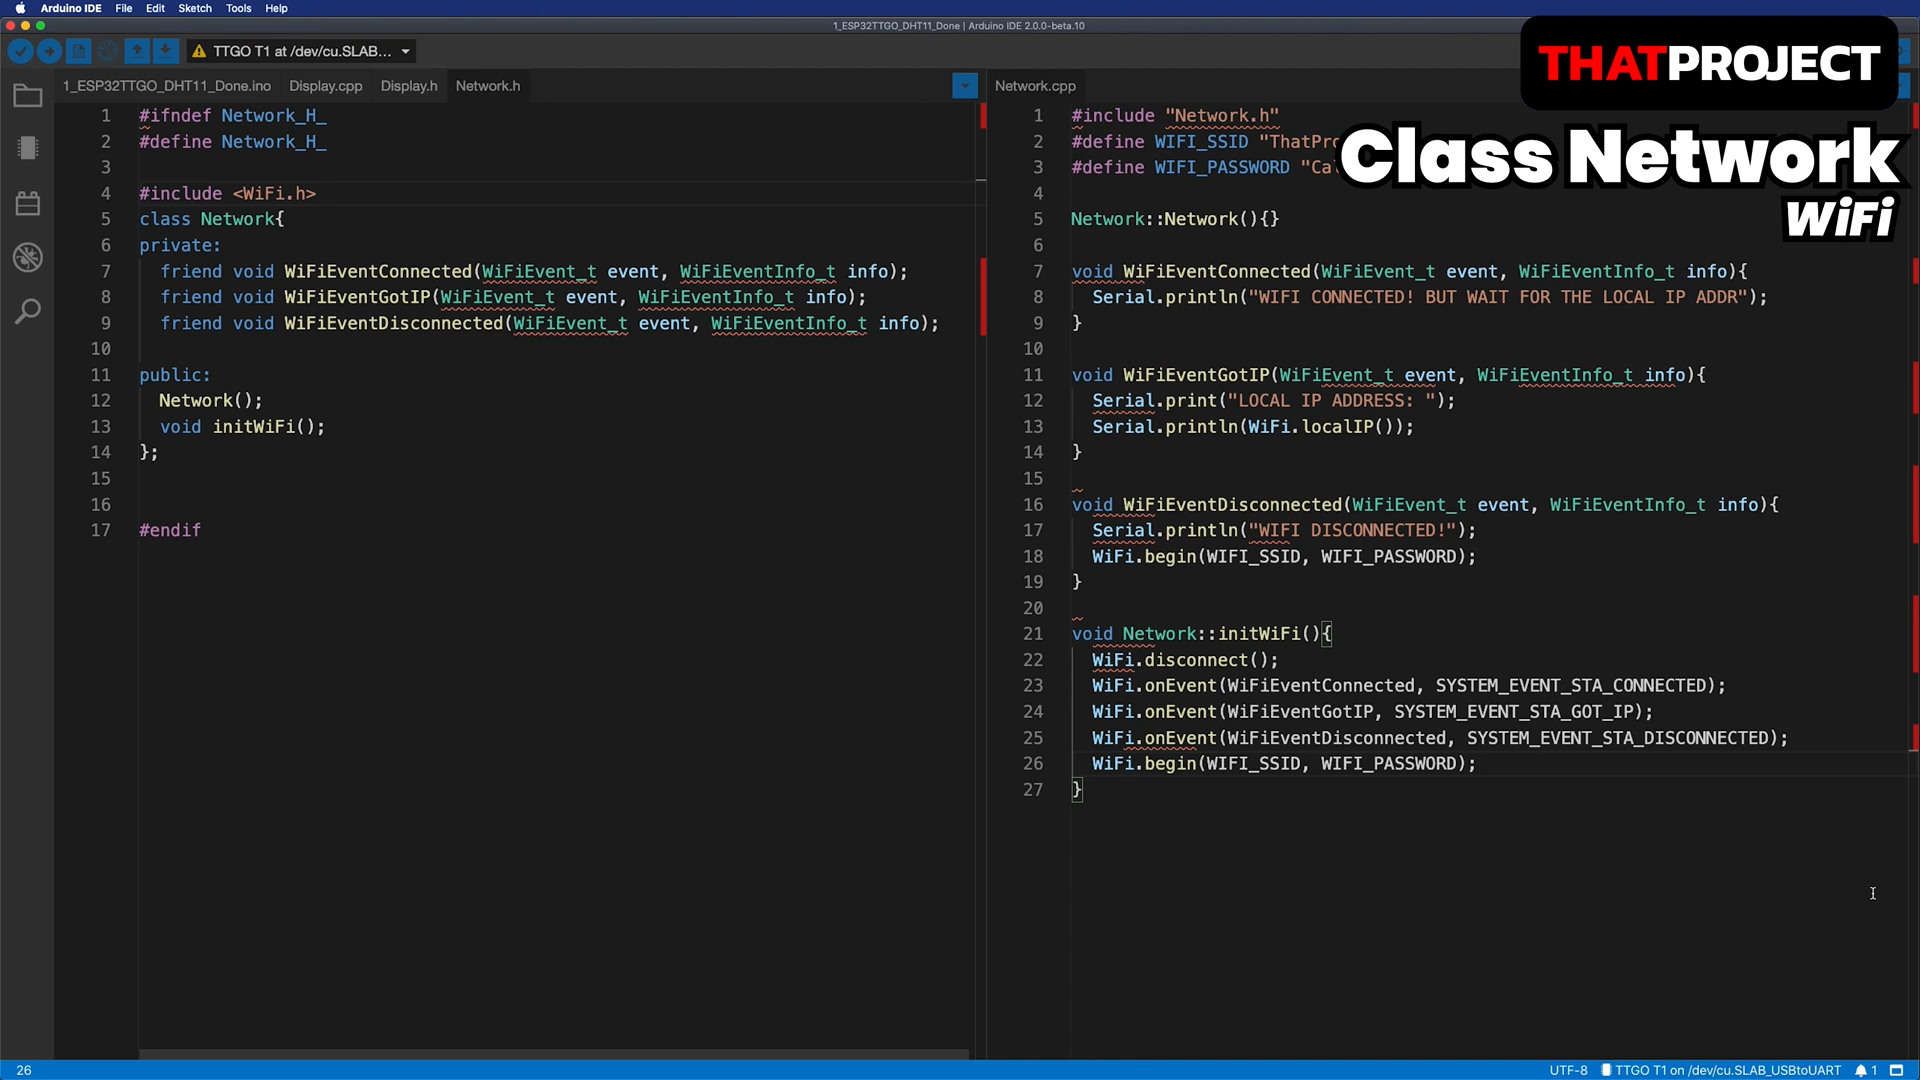 Arduino IDE File Edit Sketch Tools Help
1_ESP32TTGO_DHT11_Done | Arduino IDE 2.0.0-beta.10
TTGO T1 at /dev/cu.SLAB...
THATPROJECT
Class Network
WiFi
1_ESP32TTGO_DHT11_Done.ino Display.cpp Display.h Network.h
1 #ifndef Network_H_
2 #define Network_H_
3
4 #include <WiFi.h>
5 class Network{
6 private:
7 friend void WiFiEventConnected(WiFiEvent_t event, WiFiEventInfo_t info);
8 friend void WiFiEventGotIP(WiFiEvent_t event, WiFiEventInfo_t info);
9 friend void WiFiEventDisconnected(WiFiEvent_t event, WiFiEventInfo_t info);
10
11 public:
12 Network();
13 void initWiFi();
14 };
15
16
17 #endif
Network.cpp
1 #include "Network.h"
2 #define WIFI_SSID
3 #define WIFI_PASSWORD
4
5 Network::Network(){}
6
7 void WiFiEventConnected(WiFiEvent_t event, WiFiEventInfo_t info){
8 Serial.println("WIFI CONNECTED! BUT WAIT FOR THE LOCAL IP ADDR");
9 }
10
11 void WiFiEventGotIP(WiFiEvent_t event, WiFiEventInfo_t info){
12 Serial.print("LOCAL IP ADDRESS: ");
13 Serial.println(WiFi.localIP());
14 }
15
16 void WiFiEventDisconnected(WiFiEvent_t event, WiFiEventInfo_t info){
17 Serial.println("WIFI DISCONNECTED!");
18 WiFi.begin(WIFI_SSID, WIFI_PASSWORD);
19 }
20
21 void Network::initWiFi(){
22 WiFi.disconnect();
23 WiFi.onEvent(WiFiEventConnected, SYSTEM_EVENT_STA_CONNECTED);
24 WiFi.onEvent(WiFiEventGotIP, SYSTEM_EVENT_STA_GOT_IP);
25 WiFi.onEvent(WiFiEventDisconnected, SYSTEM_EVENT_STA_DISCONNECTED);
26 WiFi.begin(WIFI_SSID, WIFI_PASSWORD);
27 }
26
UTF-8 TTGO T1 on /dev/cu.SLAB_USBtoUART 1